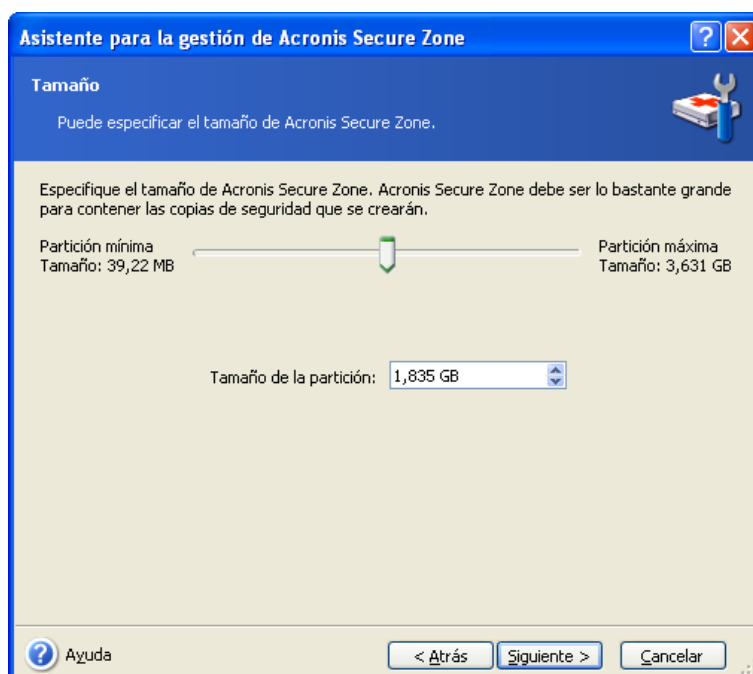 Asistente para la gestión de Acronis Secure Zone
Tamaño
Puede especificar el tamaño de Acronis Secure Zone.
Especifique el tamaño de Acronis Secure Zone. Acronis Secure Zone debe ser lo bastante grande
para contener las copias de seguridad que se crearán.
Partición mínima
Tamaño: 39,22 MB
Partición máxima
Tamaño: 3,631 GB
Tamaño de la partición: 1,835 GB
Ayuda
< Atrás
Siguiente >
Cancelar